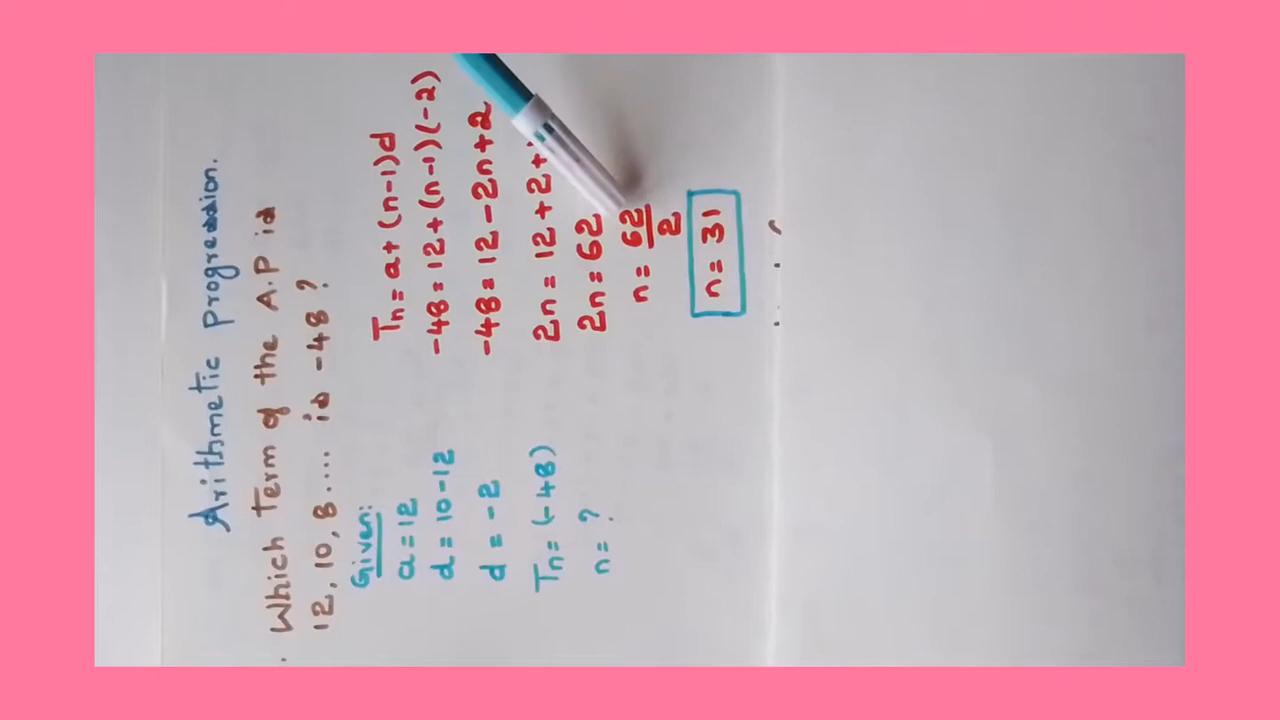 Arithmetic progression.
Which Term of the A.P is
12, 10, 8.... is -48 ?
Given:
a = 12
d = 10-12
d = -2
Tn = (-48)
n = ?
Tn = a + (n-1)d
-48 = 12 + (n-1)(-2)
-48 = 12 - 2n + 2
2n = 12 + 2 +
2n = 62
n = 62/2
n = 31